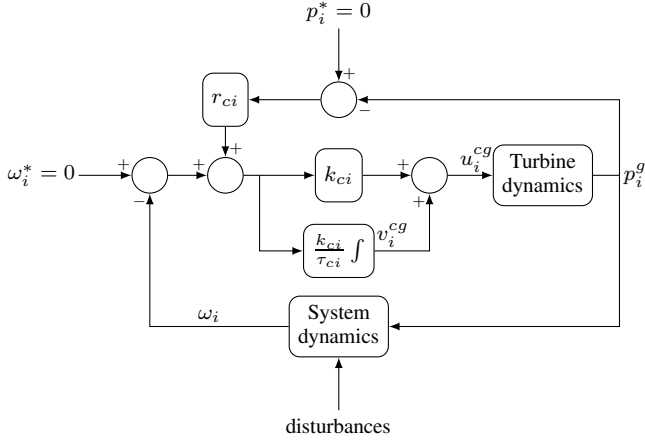 p_i^* = 0
+
−
r_{ci}
ω_i^* = 0
+
−
+
+
k_{ci}
+
+
u_i^{cg}
Turbine
dynamics
p_i^g
\frac{k_{ci}}{τ_{ci}} ∫
v_i^{cg}
ω_i
System
dynamics
disturbances